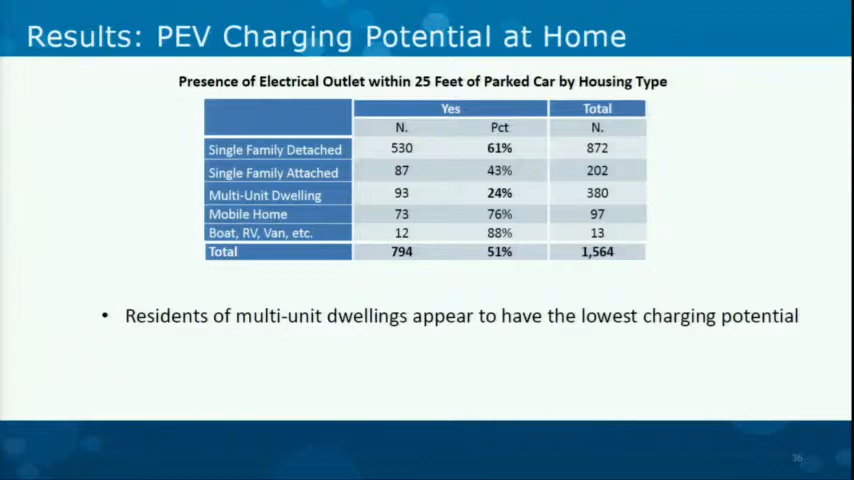 Results: PEV Charging Potential at Home
Presence of Electrical Outlet within 25 Feet of Parked Car by Housing Type
Yes Total
N. Pct N.
Single Family Detached 530 61% 872
Single Family Attached 87 43% 202
Multi-Unit Dwelling 93 24% 380
Mobile Home 73 76% 97
Boat, RV, Van, etc. 12 88% 13
Total 794 51% 1,564
• Residents of multi-unit dwellings appear to have the lowest charging potential
36